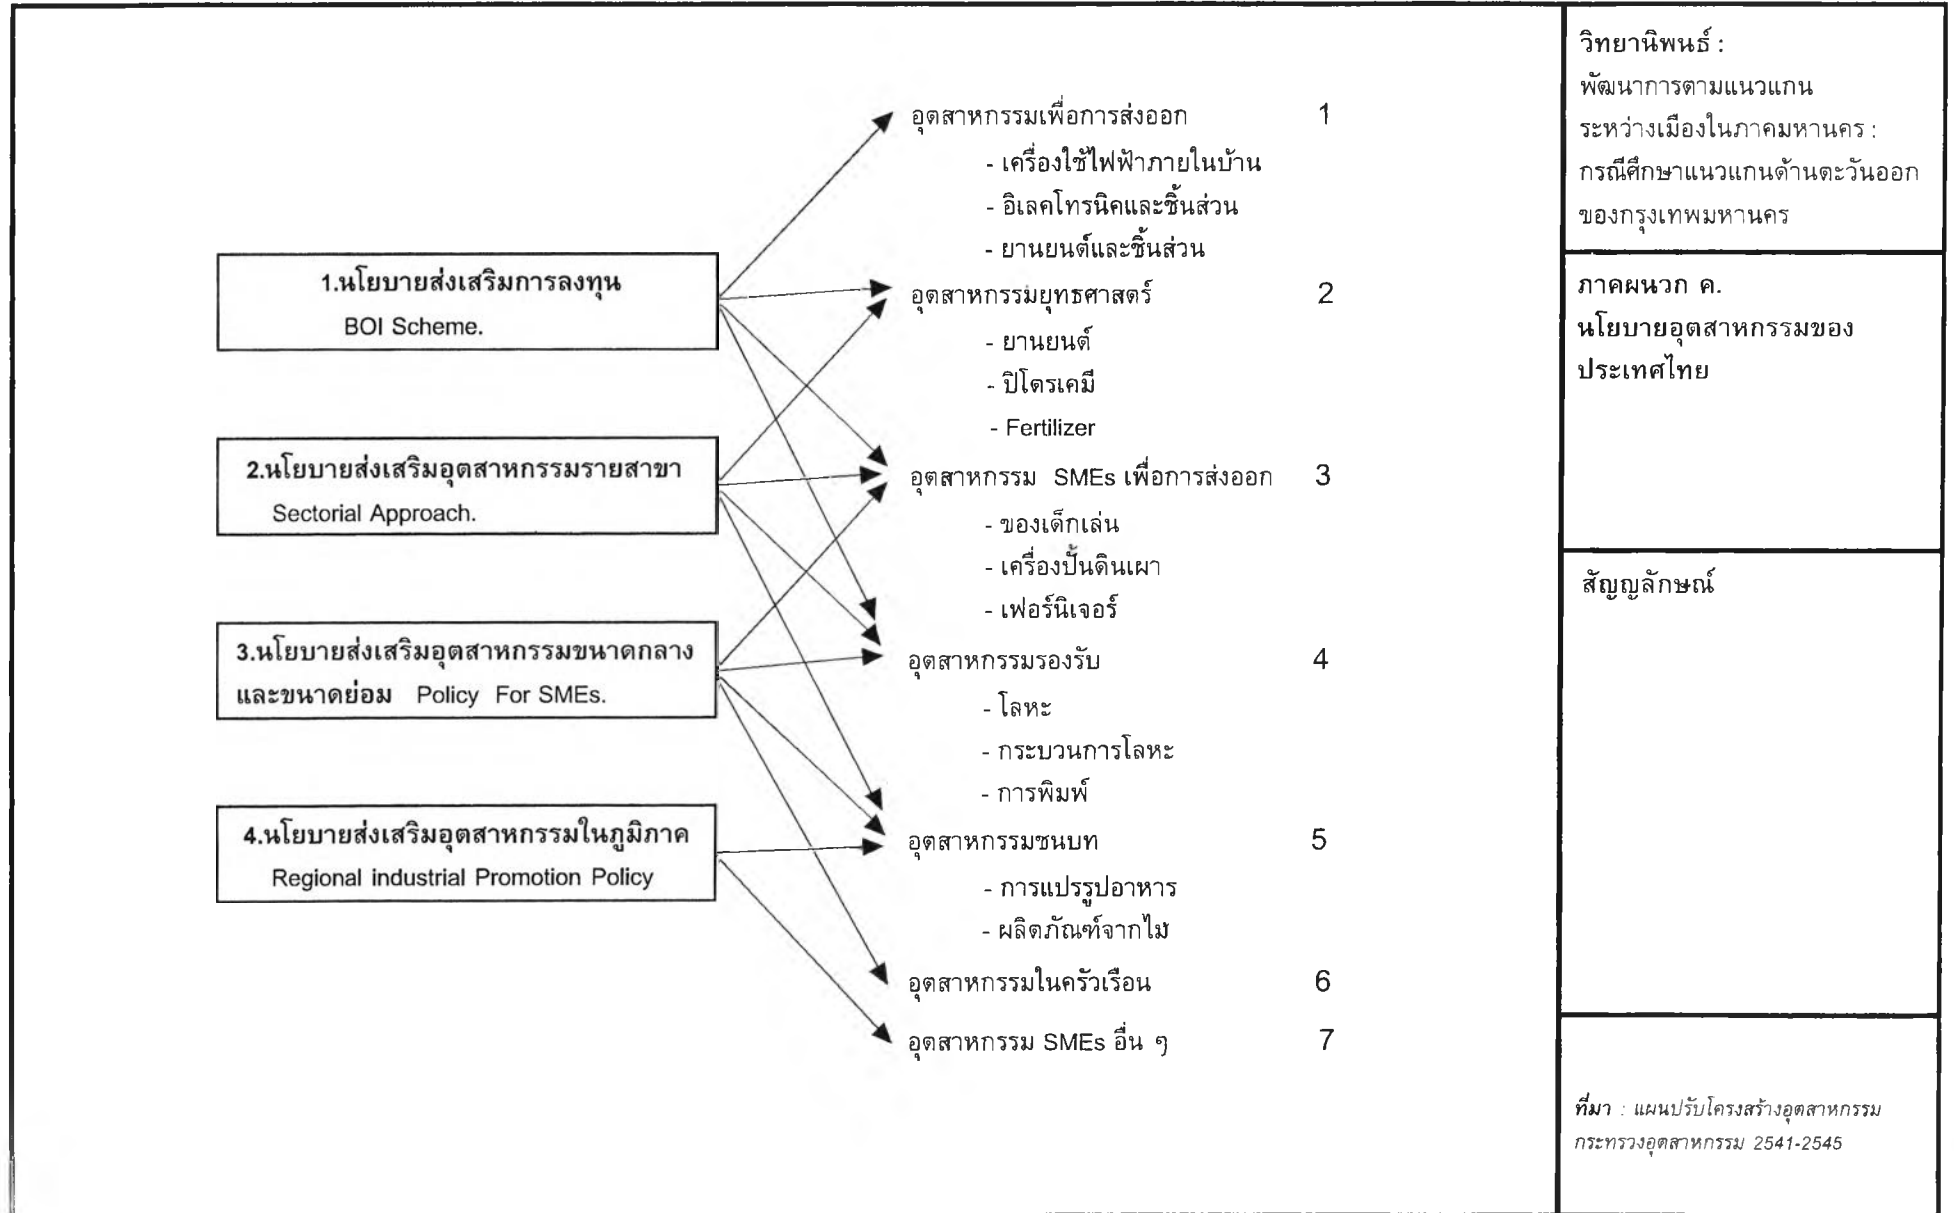 1.นโยบายส่งเสริมการลงทุน
BOI Scheme.
2.นโยบายส่งเสริมอุตสาหกรรมรายสาขา
Sectorial Approach.
3.นโยบายส่งเสริมอุตสาหกรรมขนาดกลาง
และขนาดย่อม Policy For SMEs.
4.นโยบายส่งเสริมอุตสาหกรรมในภูมิภาค
Regional industrial Promotion Policy
อุตสาหกรรมเพื่อการส่งออก 1
- เครื่องใช้ไฟฟ้าภายในบ้าน
- อิเลคโทรนิคและชิ้นส่วน
- ยานยนต์และชิ้นส่วน
อุตสาหกรรมยุทธศาสตร์ 2
- ยานยนต์
- ปิโตรเคมี
- Fertilizer
อุตสาหกรรม SMEs เพื่อการส่งออก 3
- ของเด็กเล่น
- เครื่องปั้นดินเผา
- เฟอร์นิเจอร์
อุตสาหกรรมรองรับ 4
- โลหะ
- กระบวนการโลหะ
- การพิมพ์
อุตสาหกรรมชนบท 5
- การแปรรูปอาหาร
- ผลิตภัณฑ์จากไม้
อุตสาหกรรมในครัวเรือน 6
อุตสาหกรรม SMEs อื่น ๆ 7
วิทยานิพนธ์ :
พัฒนาการตามแนวแกน
ระหว่างเมืองในภาคมหานคร :
กรณีศึกษาแนวแกนด้านตะวันออก
ของกรุงเทพมหานคร
ภาคผนวก ค.
นโยบายอุตสาหกรรมของ
ประเทศไทย
สัญญลักษณ์
ที่มา : แผนปรับโครงสร้างอุตสาหกรรม
กระทรวงอุตสาหกรรม 2541-2545